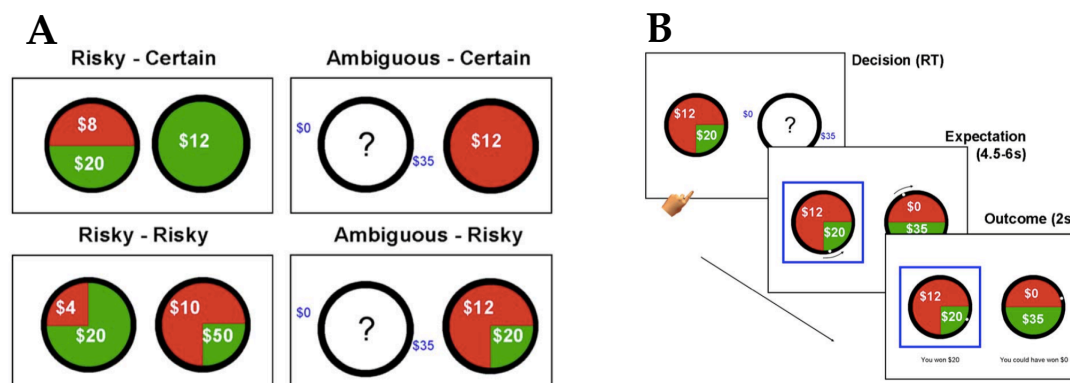 A
Risky - Certain
$8
$20
$12
Ambiguous - Certain
$0
?
$35
$12
Risky - Risky
$4
$20
$10
$50
Ambiguous - Risky
$0
?
$35
$12
$20
B
Decision (RT)
$12
$20
$0
?
$35
Expectation
(4.5-6s)
$12
$20
$0
$35
Outcome (2s
$12
$20
$0
$35
You won $20
You could have won $0